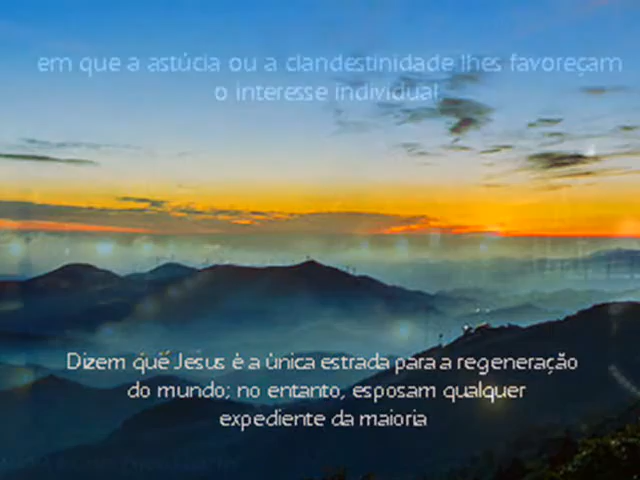 em que a astúcia ou a clandestinidade lhes favoreçam
o interesse individual
Dizem que Jesus é a única estrada para a regeneração
do mundo; no entanto, esposam qualquer
expediente da maioria